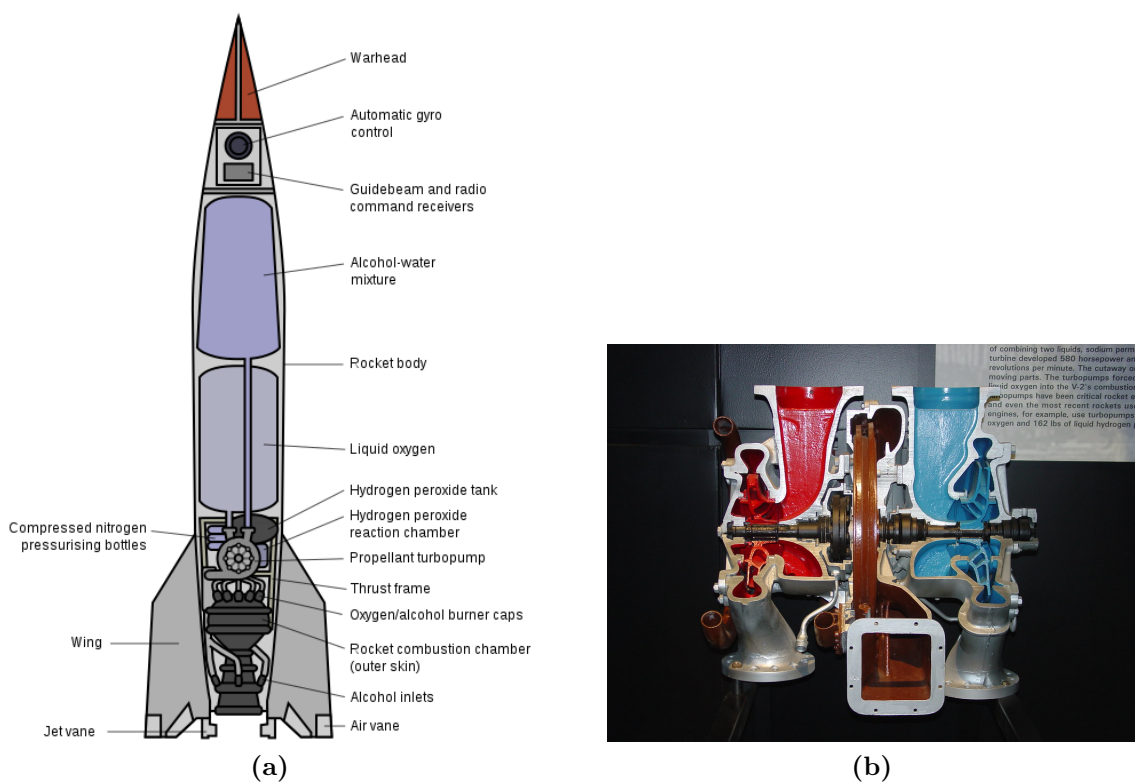 Warhead
Automatic gyro
control
Guidebeam and radio
command receivers
Alcohol-water
mixture
Rocket body
Liquid oxygen
Hydrogen peroxide tank
Hydrogen peroxide
reaction chamber
Compressed nitrogen
pressurising bottles
Propellant turbopump
Thrust frame
Oxygen/alcohol burner caps
Wing
Rocket combustion chamber
(outer skin)
Alcohol inlets
Jet vane
Air vane
(a)
of combining two liquids, sodium perm
turbine developed 580 horsepower an
revolutions per minute. The cutaway
moving parts. The turbopumps forced
liquid oxygen into the V-2's combustion
turbopumps have been critical rocket
and even the most recent rockets use
engines, for example, use turbopumps
oxygen and 162 lbs of liquid hydrogen
(b)